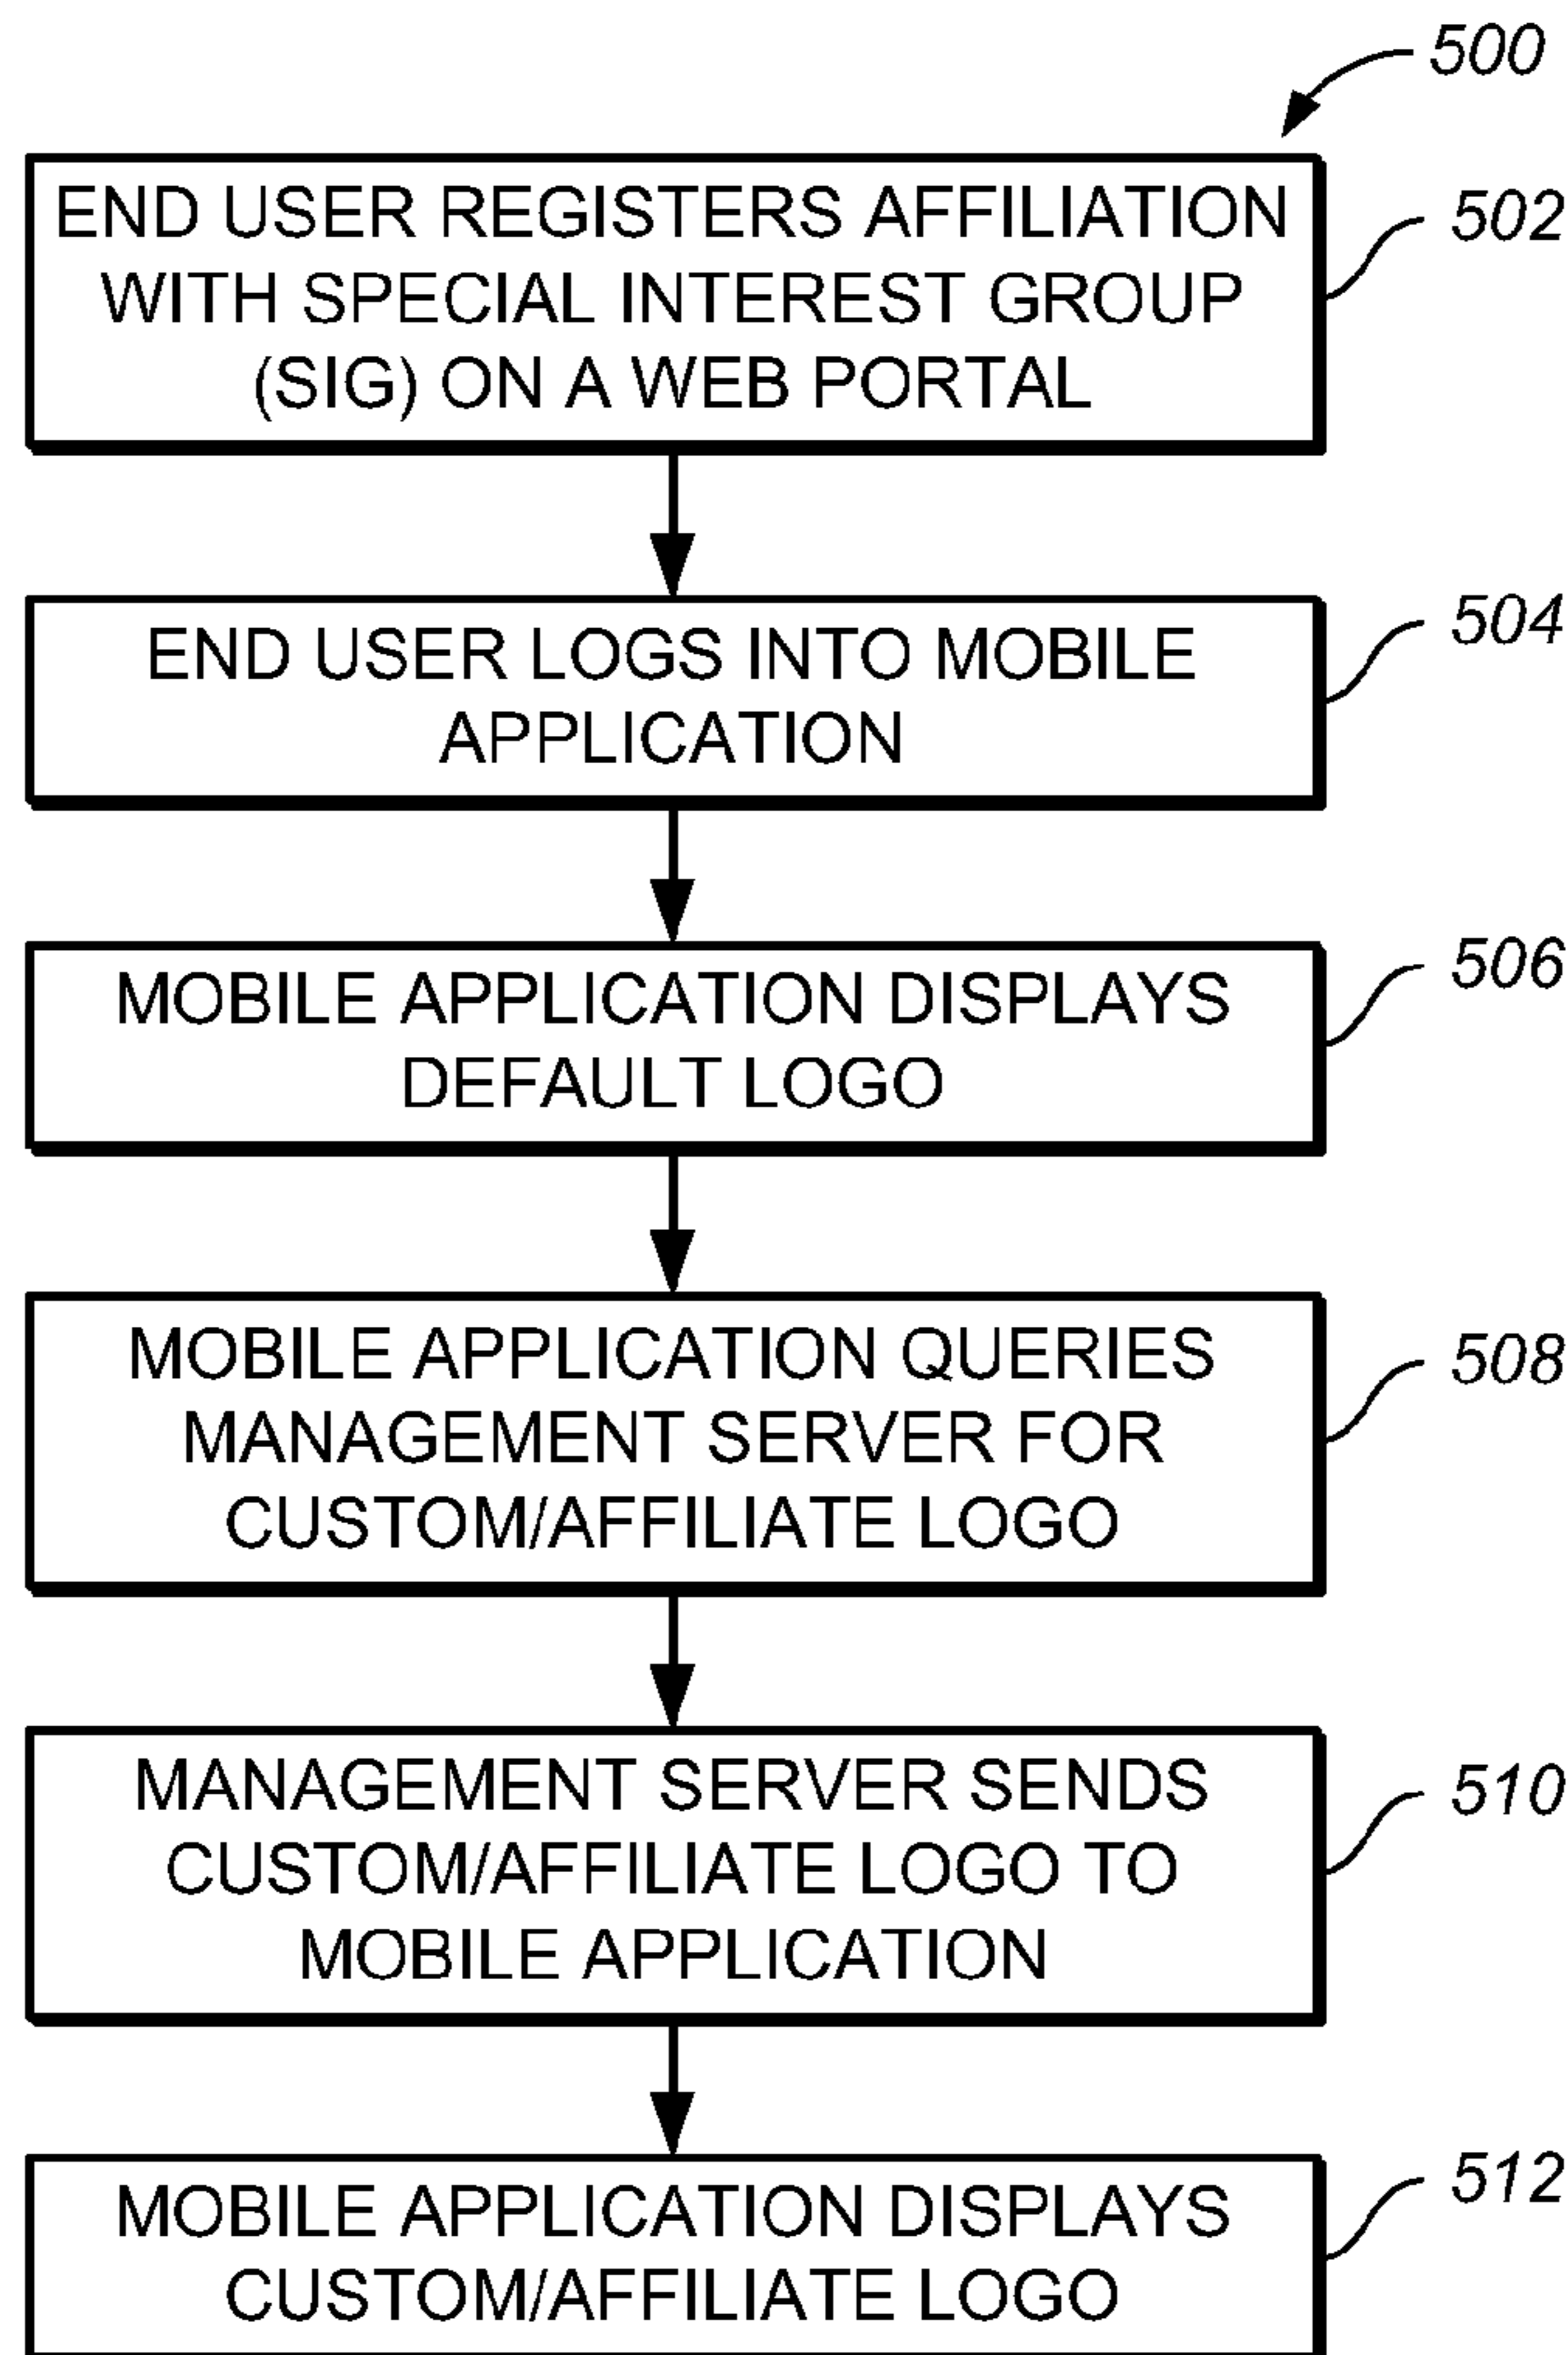 500
END USER REGISTERS AFFILIATION
WITH SPECIAL INTEREST GROUP
(SIG) ON A WEB PORTAL
502
END USER LOGS INTO MOBILE
APPLICATION
504
MOBILE APPLICATION DISPLAYS
DEFAULT LOGO
506
MOBILE APPLICATION QUERIES
MANAGEMENT SERVER FOR
CUSTOM/AFFILIATE LOGO
508
MANAGEMENT SERVER SENDS
CUSTOM/AFFILIATE LOGO TO
MOBILE APPLICATION
510
MOBILE APPLICATION DISPLAYS
CUSTOM/AFFILIATE LOGO
512